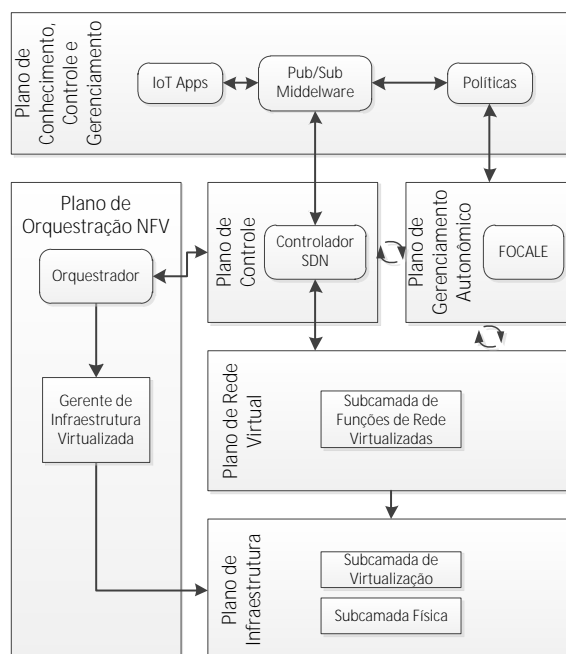 Plano de
Conhecimento,
Controle e
Gerenciamento
IoT Apps
Pub/Sub
Middelware
Políticas
Plano de
Orquestração NFV
Orquestrador
Gerente de
Infraestrutura
Virtualizada
Plano de
Controle
Controlador
SDN
Plano de
Gerenciamento
Autonômico
FOCALE
Plano de Rede
Virtual
Subcamada de
Funções de Rede
Virtualizadas
Plano de
Infraestrutura
Subcamada de
Virtualização
Subcamada Física